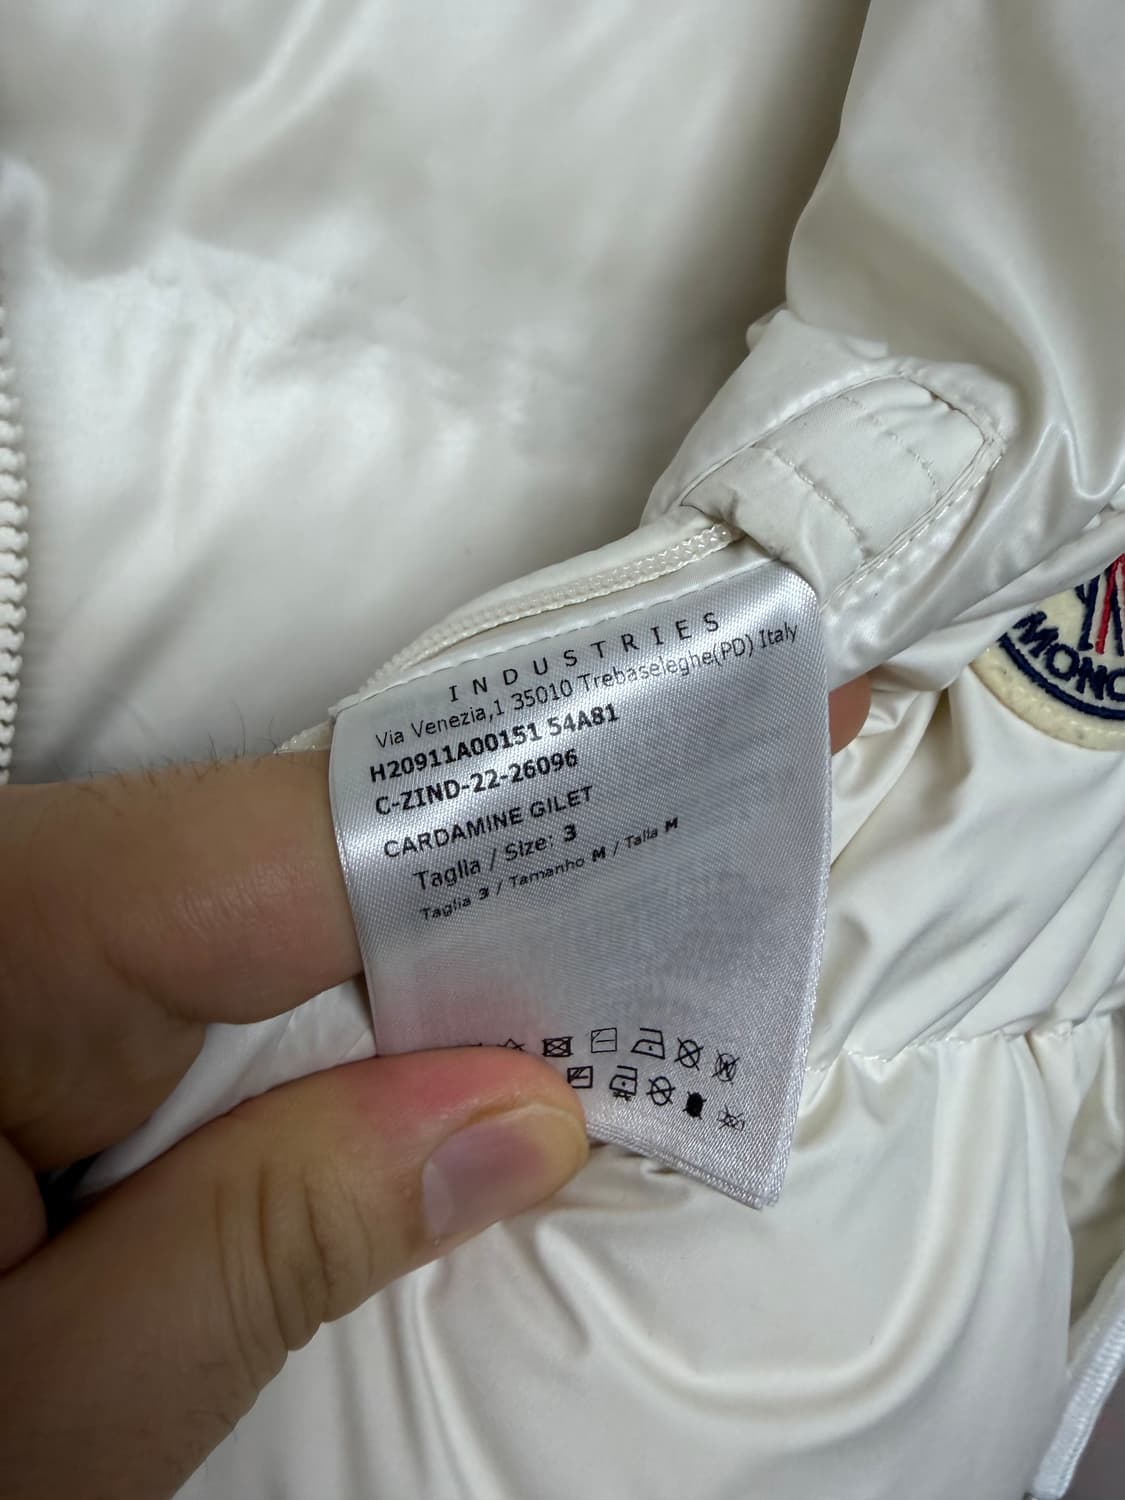 INDUSTRIES
Via Venezia,1 35010 Trebaseleghe(PD) Italy
H20911A00151 54A81
C-ZIND-22-26096
CARDAMINE GILET
Taglia / Size: 3
Taglia 3 / Tamanho M / Talla M
MONC